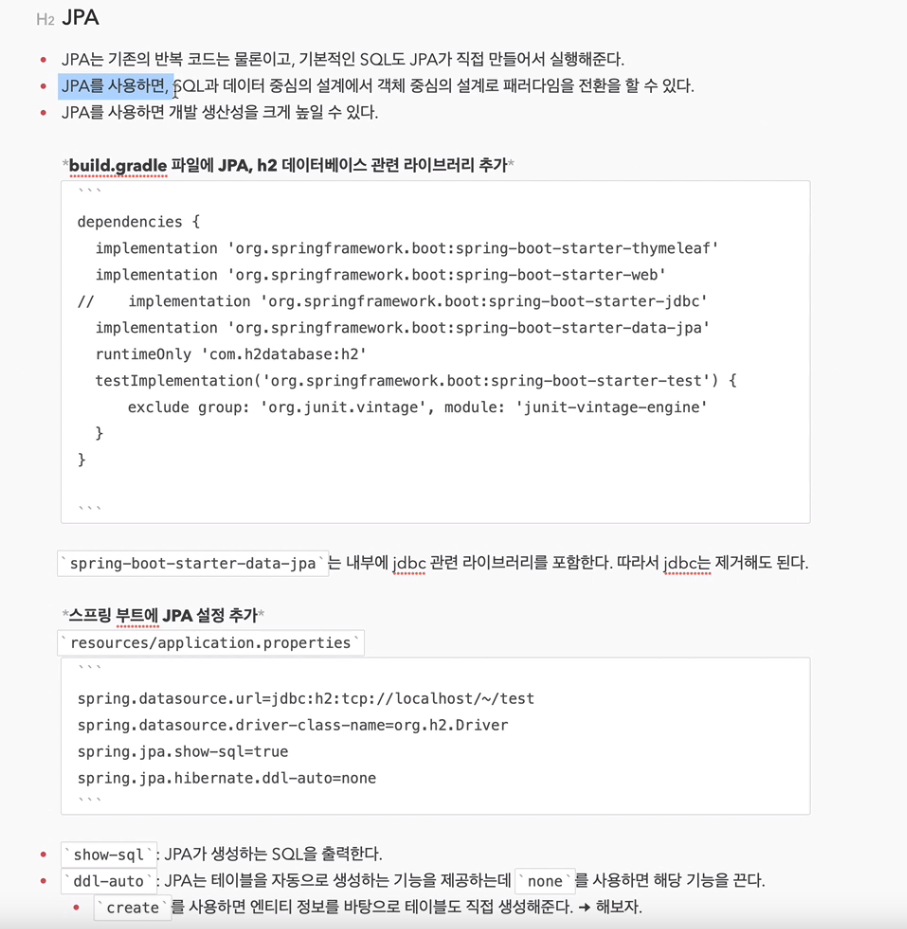 H2 JPA
JPA는 기존의 반복 코드는 물론이고, 기본적인 SQL도 JPA가 직접 만들어서 실행해준다.
JPA를 사용하면, SQL과 데이터 중심의 설계에서 객체 중심의 설계로 패러다임을 전환을 할 수 있다.
JPA를 사용하면 개발 생산성을 크게 높일 수 있다.
*build.gradle 파일에 JPA, h2 데이터베이스 관련 라이브러리 추가*
```
dependencies {
  implementation 'org.springframework.boot:spring-boot-starter-thymeleaf'
  implementation 'org.springframework.boot:spring-boot-starter-web'
//    implementation 'org.springframework.boot:spring-boot-starter-jdbc'
  implementation 'org.springframework.boot:spring-boot-starter-data-jpa'
  runtimeOnly 'com.h2database:h2'
  testImplementation('org.springframework.boot:spring-boot-starter-test') {
      exclude group: 'org.junit.vintage', module: 'junit-vintage-engine'
  }
}
```
`spring-boot-starter-data-jpa`는 내부에 jdbc 관련 라이브러리를 포함한다. 따라서 jdbc는 제거해도 된다.
*스프링 부트에 JPA 설정 추가*
`resources/application.properties`
```
spring.datasource.url=jdbc:h2:tcp://localhost/~/test
spring.datasource.driver-class-name=org.h2.Driver
spring.jpa.show-sql=true
spring.jpa.hibernate.ddl-auto=none
```
`show-sql`: JPA가 생성하는 SQL을 출력한다.
`ddl-auto`: JPA는 테이블을 자동으로 생성하는 기능을 제공하는데 `none`를 사용하면 해당 기능을 끈다.
`create`를 사용하면 엔티티 정보를 바탕으로 테이블도 직접 생성해준다. → 해보자.